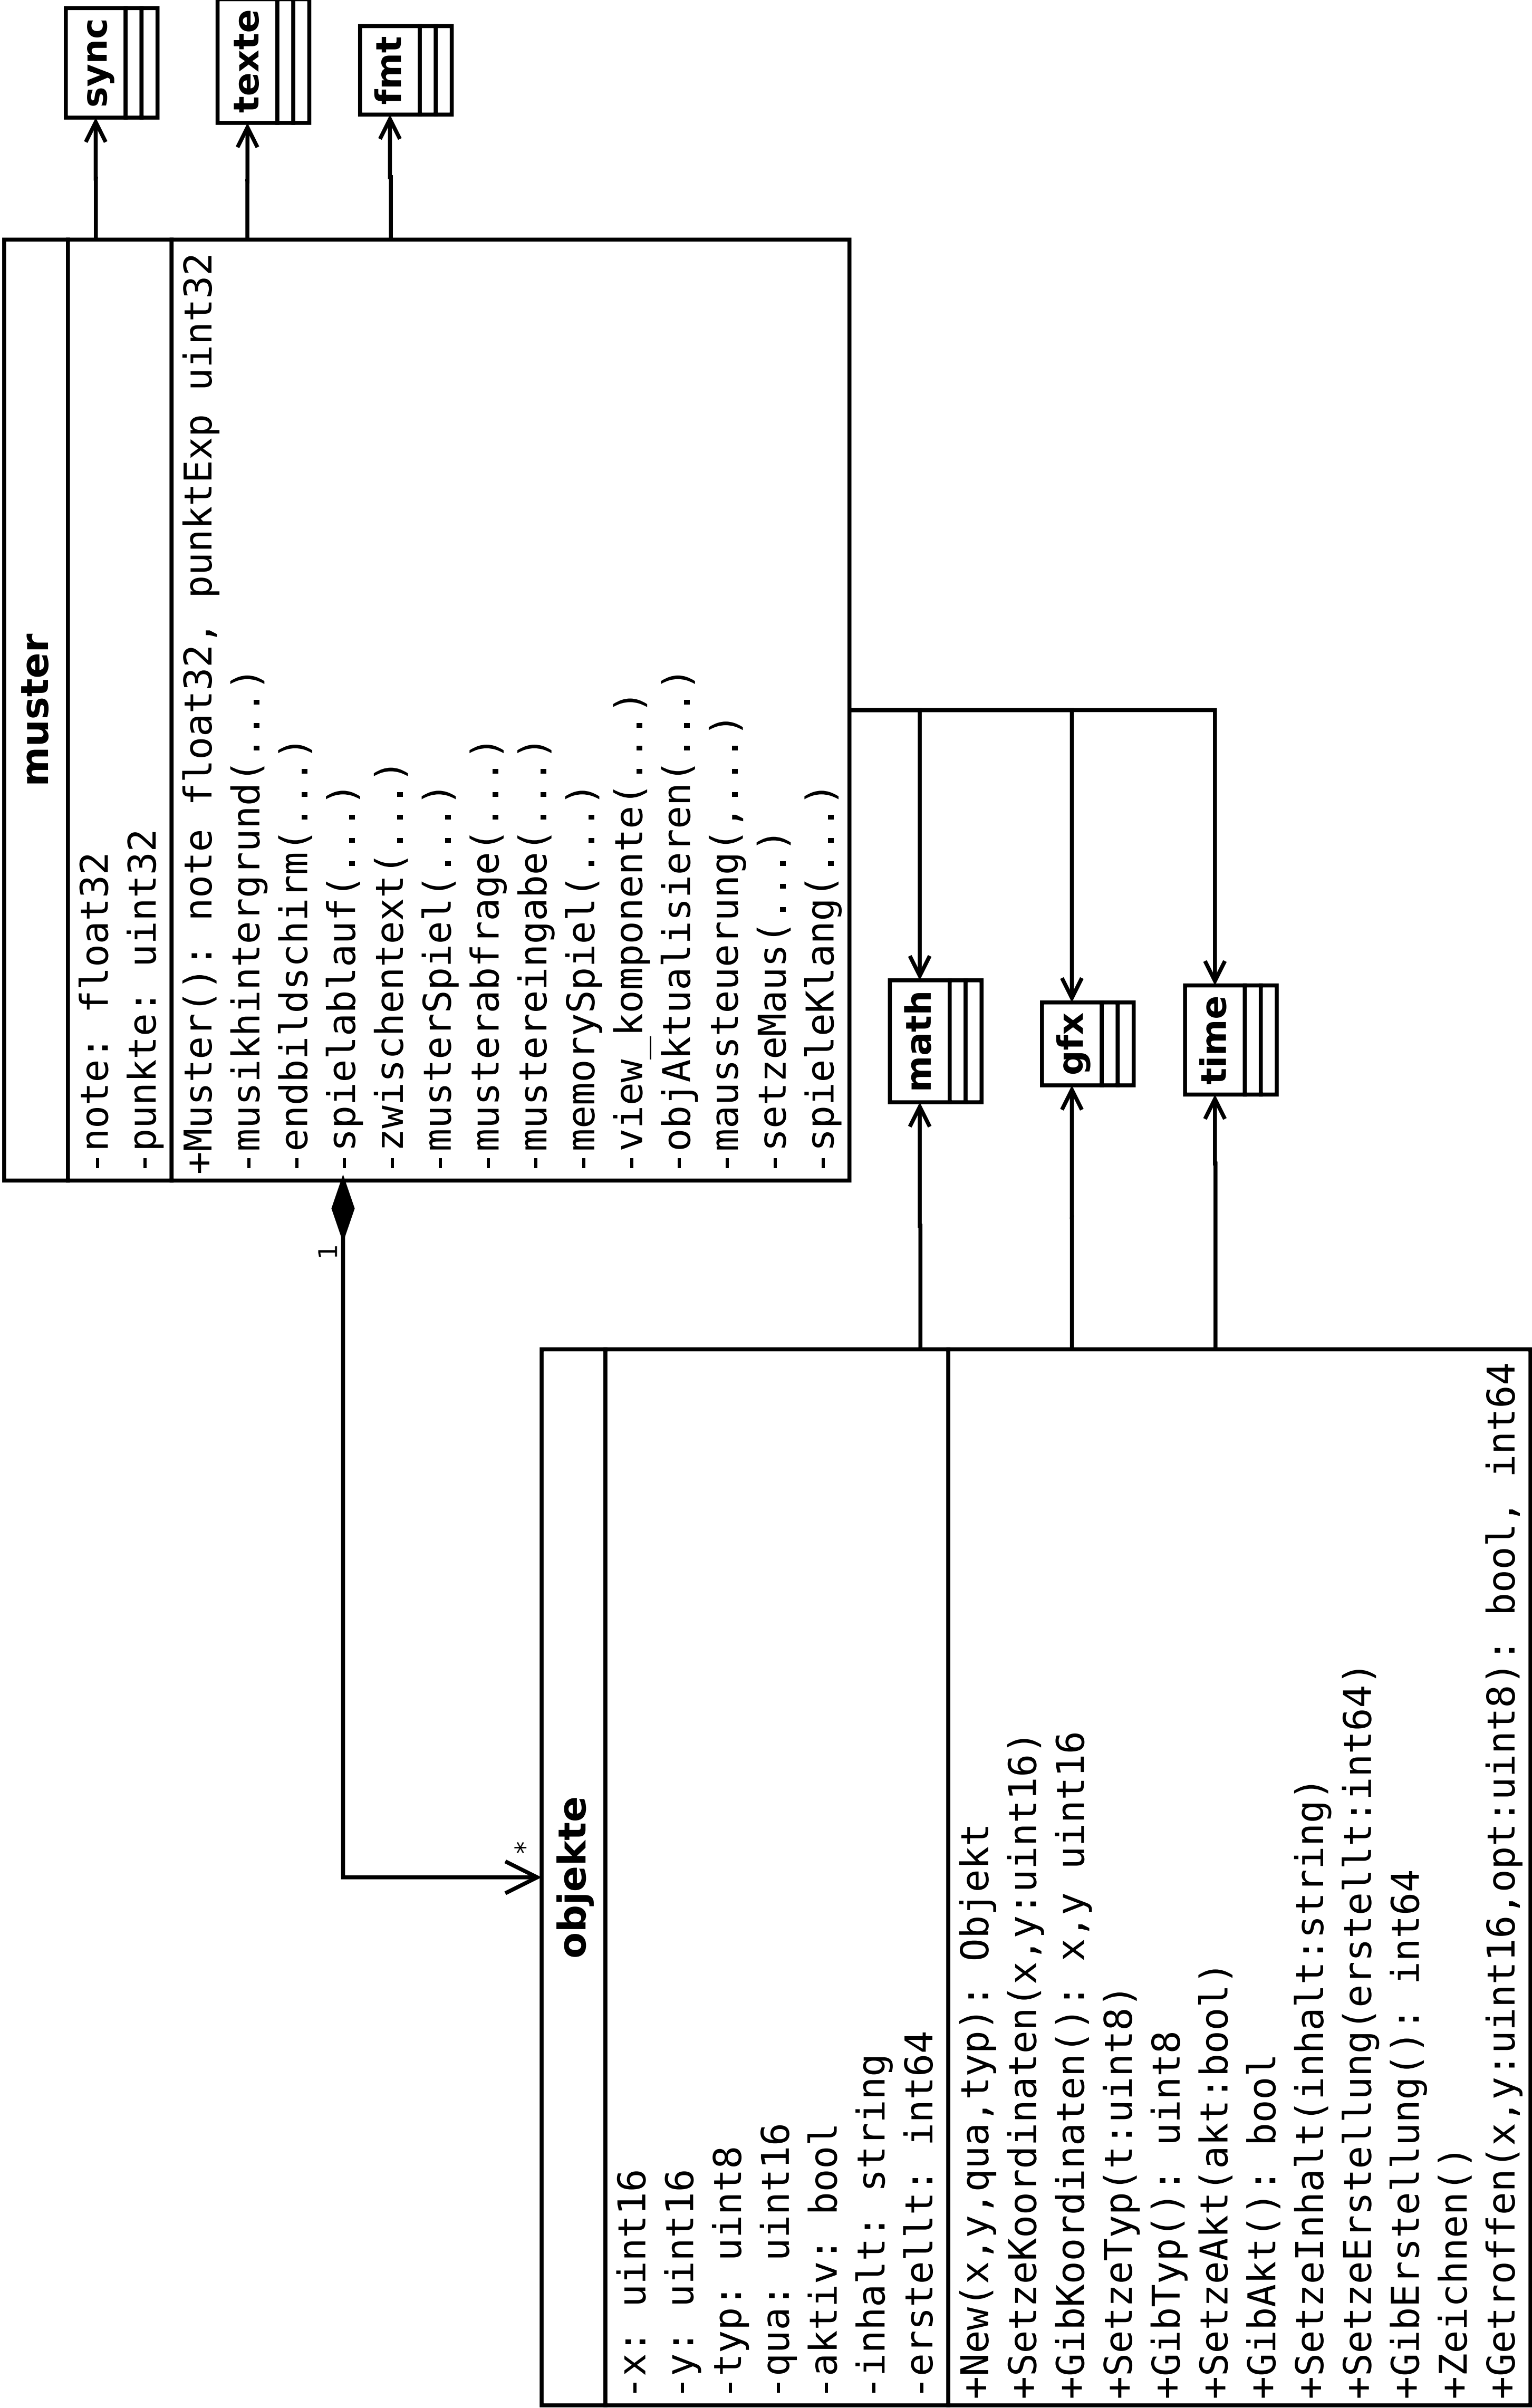 muster
-note: float32
-punkte: uint32
+Muster(): note float32, punktExp uint32
-musikhintergrund(...)
-endbildschirm(...)
-spielablauf(...)
-zwischentext(...)
-musterSpiel(...)
-musterabfrage(...)
-mustereingabe(...)
-memorySpiel(...)
-view_komponente(...)
-objAktualisieren(...)
-maussteuerung(,...)
-setzeMaus(...)
-spieleKlang(...)
sync
texte
fmt
1
*
objekte
-x: uint16
-y: uint16
-typ: uint8
-qua: uint16
-aktiv: bool
-inhalt: string
-erstellt: int64
+New(x,y,qua,typ): Objekt
+SetzeKoordinaten(x,y:uint16)
+GibKoordinaten(): x,y uint16
+SetzeTyp(t:uint8)
+GibTyp(): uint8
+SetzeAkt(akt:bool)
+GibAkt(): bool
+SetzeInhalt(inhalt:string)
+SetzeErstellung(erstellt:int64)
+GibErstellung(): int64
+Zeichnen()
+Getroffen(x,y:uint16,opt:uint8): bool, int64
math
gfx
time